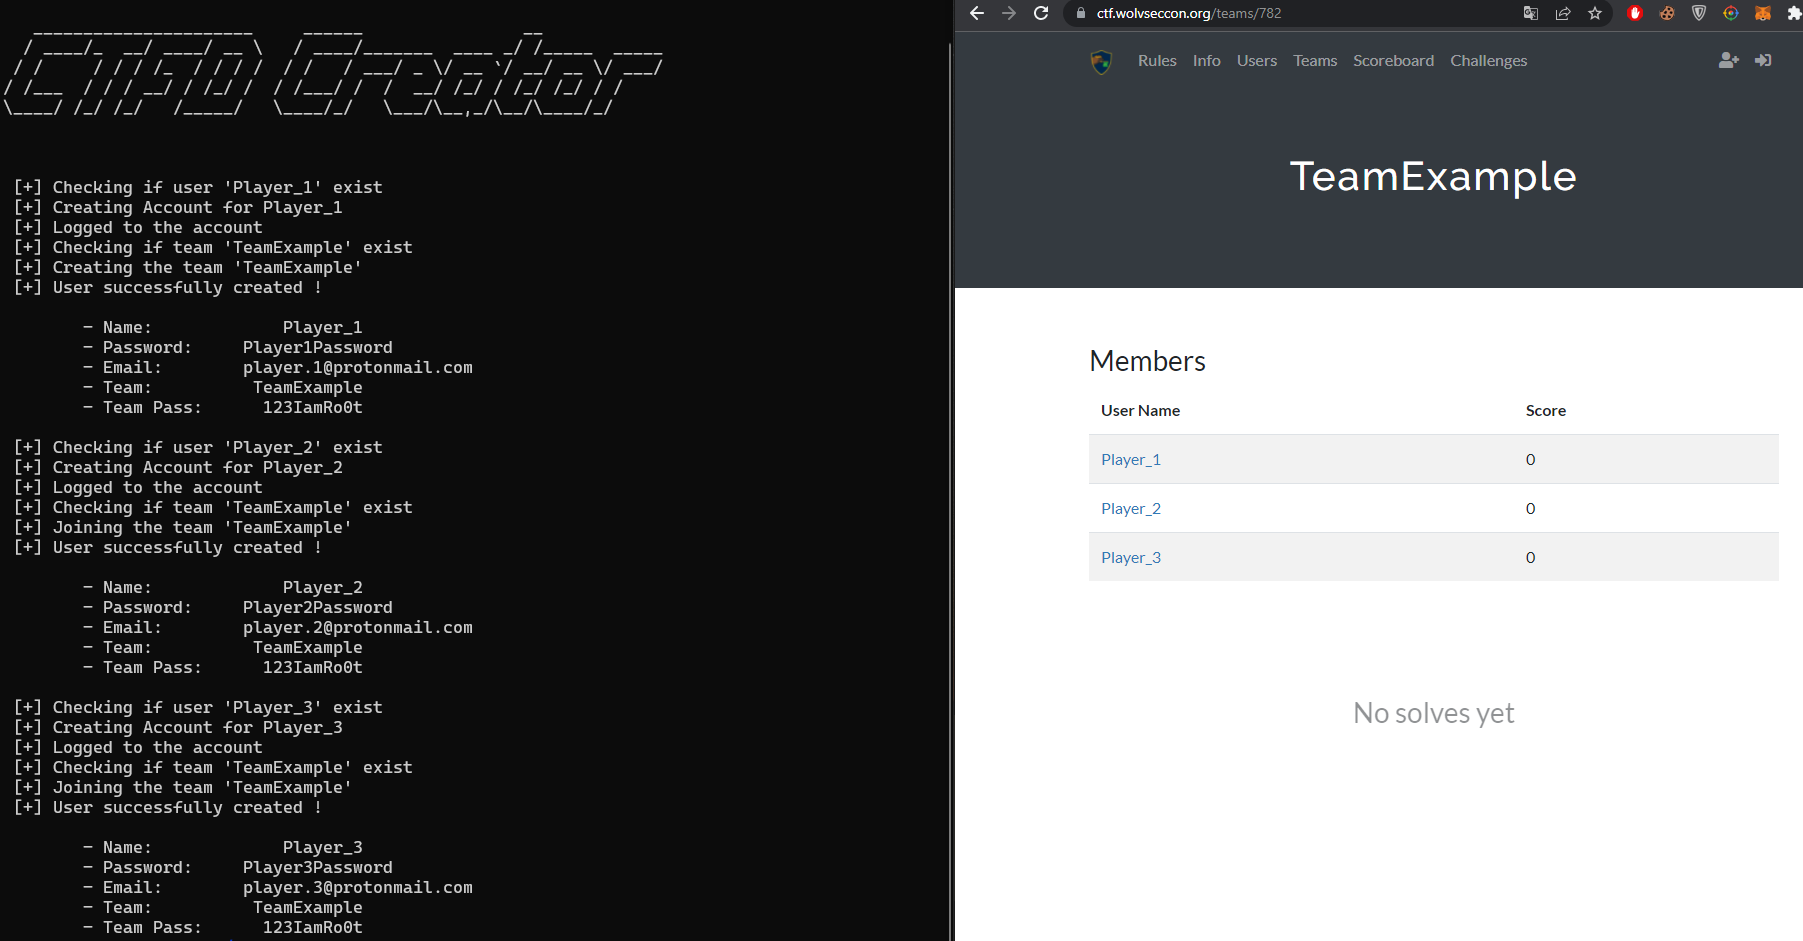 CTFD Creator
[+] Checking if user 'Player_1' exist
[+] Creating Account for Player_1
[+] Logged to the account
[+] Checking if team 'TeamExample' exist
[+] Creating the team 'TeamExample'
[+] User successfully created !
- Name: Player_1
- Password: Player1Password
- Email: player.1@protonmail.com
- Team: TeamExample
- Team Pass: 123IamRo0t
[+] Checking if user 'Player_2' exist
[+] Creating Account for Player_2
[+] Logged to the account
[+] Checking if team 'TeamExample' exist
[+] Joining the team 'TeamExample'
[+] User successfully created !
- Name: Player_2
- Password: Player2Password
- Email: player.2@protonmail.com
- Team: TeamExample
- Team Pass: 123IamRo0t
[+] Checking if user 'Player_3' exist
[+] Creating Account for Player_3
[+] Logged to the account
[+] Checking if team 'TeamExample' exist
[+] Joining the team 'TeamExample'
[+] User successfully created !
- Name: Player_3
- Password: Player3Password
- Email: player.3@protonmail.com
- Team: TeamExample
- Team Pass: 123IamRo0t
ctf.wolvseccon.org/teams/782
Rules Info Users Teams Scoreboard Challenges
TeamExample
Members
User Name Score
Player_1 0
Player_2 0
Player_3 0
No solves yet